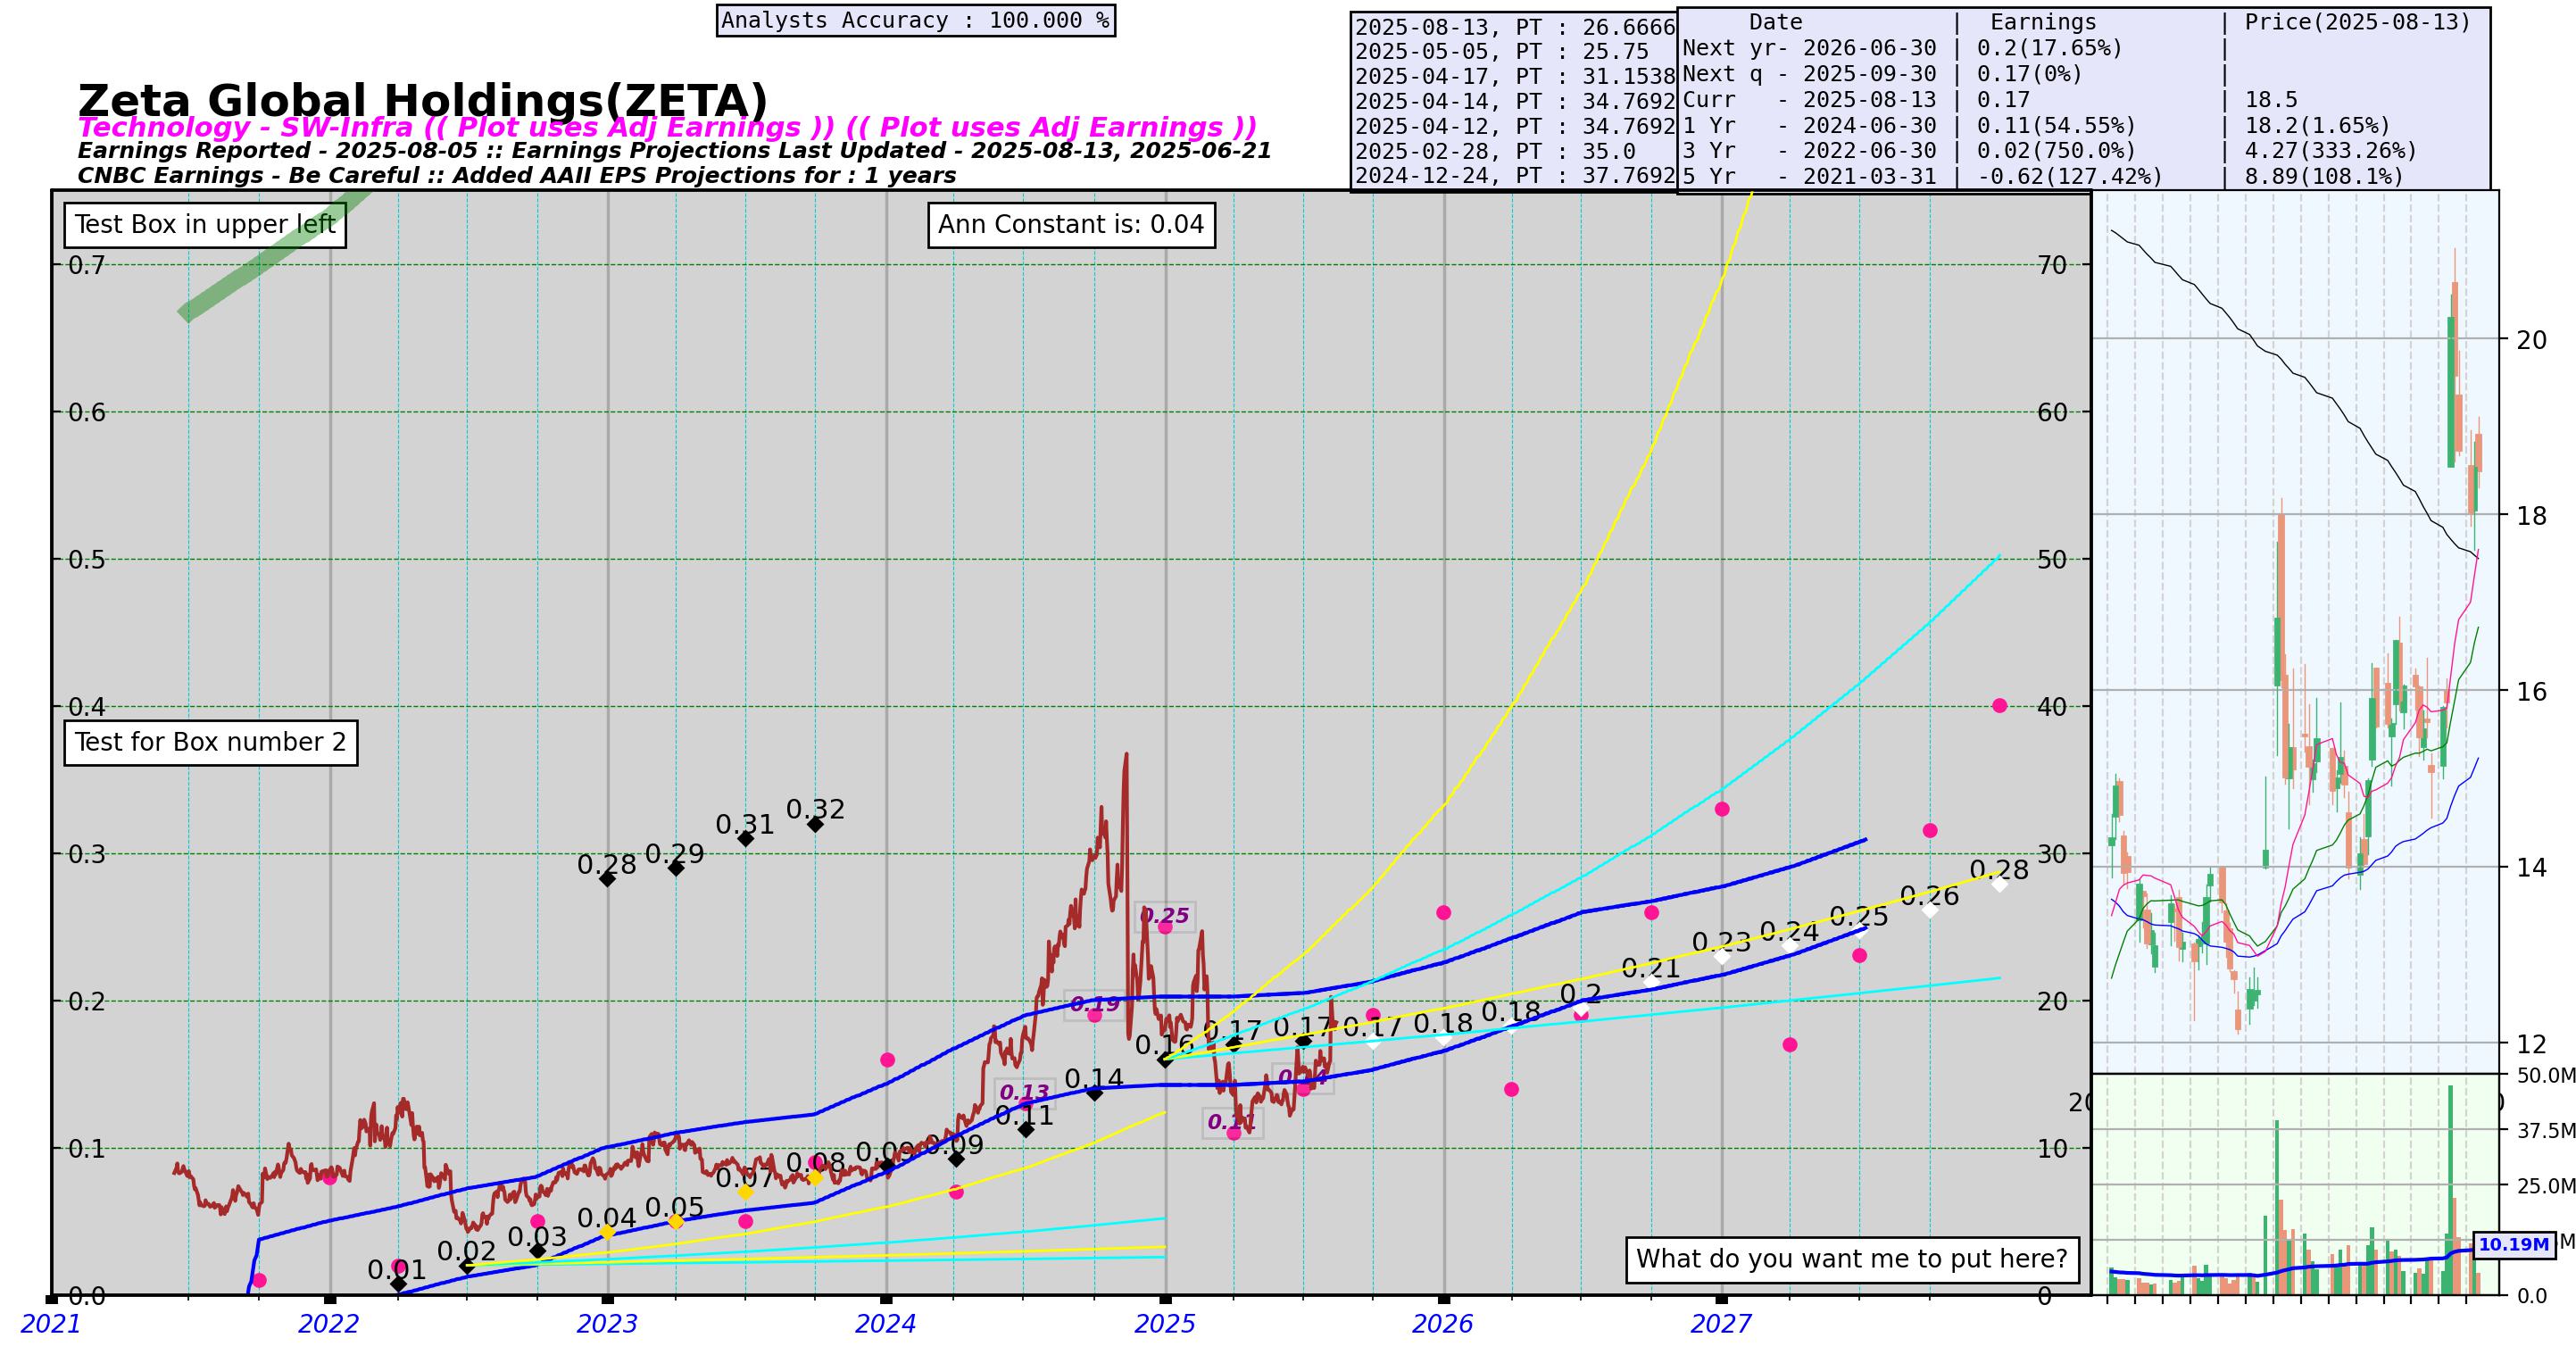 Analysts Accuracy : 100.000 %
2025-08-13, PT : 26.6666
2025-05-05, PT : 25.75
2025-04-17, PT : 31.1538
2025-04-14, PT : 34.7692
2025-04-12, PT : 34.7692
2025-02-28, PT : 35.0
2024-12-24, PT : 37.7692
Date | Earnings | Price(2025-08-13)
Next yr- 2026-06-30 | 0.2(17.65%) |
Next q - 2025-09-30 | 0.17(0%) |
Curr - 2025-08-13 | 0.17 | 18.5
1 Yr - 2024-06-30 | 0.11(54.55%) | 18.2(1.65%)
3 Yr - 2022-06-30 | 0.02(750.0%) | 4.27(333.26%)
5 Yr - 2021-03-31 | -0.62(127.42%) | 8.89(108.1%)
Zeta Global Holdings(ZETA)
Technology - SW-Infra (( Plot uses Adj Earnings )) (( Plot uses Adj Earnings ))
Earnings Reported - 2025-08-05 :: Earnings Projections Last Updated - 2025-08-13, 2025-06-21
CNBC Earnings - Be Careful :: Added AAII EPS Projections for : 1 years
Test Box in upper left
Ann Constant is: 0.04
0.7
0.6
0.5
0.4
0.3
0.2
0.1
0.0
Test for Box number 2
0.01
0.02
0.03
0.04
0.05
0.07
0.08
0.09
0.09
0.11
0.14
0.16
0.17
0.17
0.17
0.18
0.18
0.2
0.21
0.23
0.24
0.25
0.26
0.28
0.28
0.29
0.31
0.32
0.13
0.19
0.25
0.11
70
60
50
40
30
20
10
0
What do you want me to put here?
20
18
16
14
12
50.0M
37.5M
25.0M
10.19M
0.0
2021
2022
2023
2024
2025
2026
2027